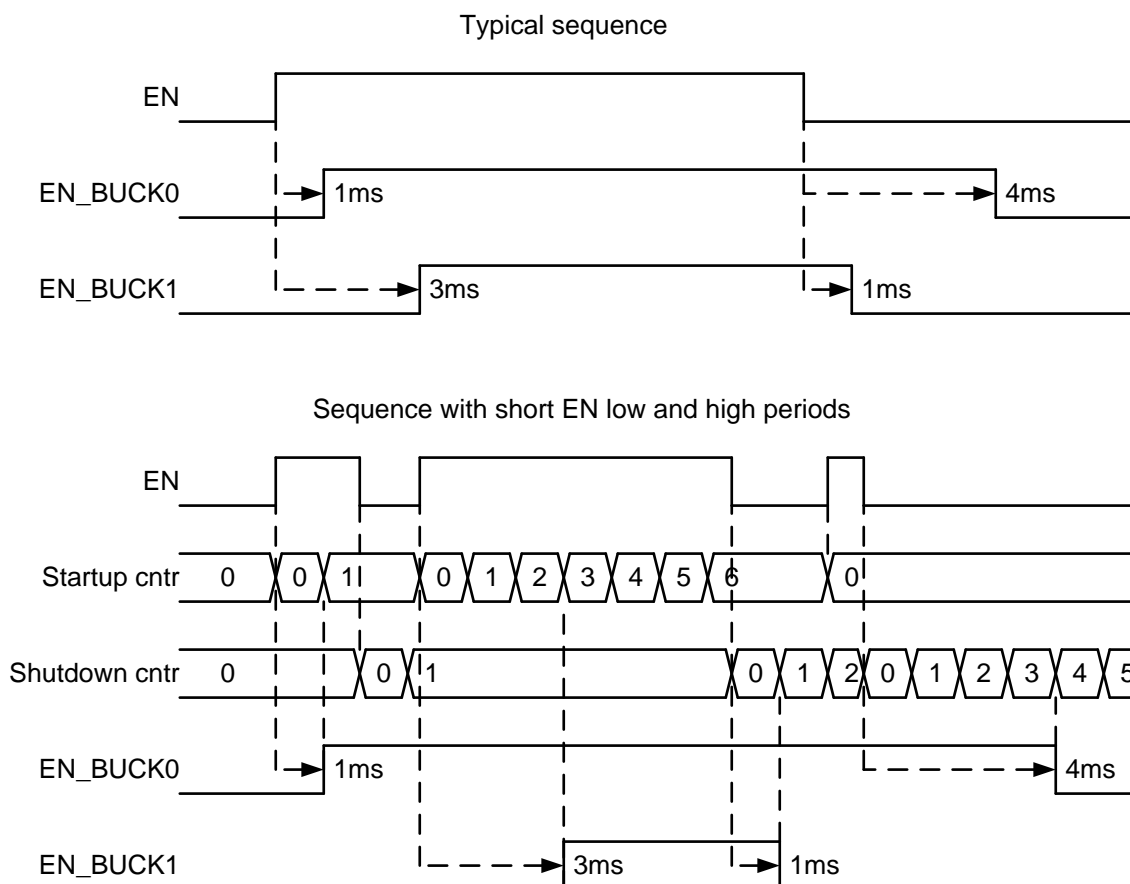 Typical sequence
EN
EN_BUCK0 1ms 4ms
EN_BUCK1 3ms 1ms
Sequence with short EN low and high periods
EN
Startup cntr 0 0 1 0 1 2 3 4 5 6 0
Shutdown cntr 0 0 1 0 1 2 0 1 2 3 4 5
EN_BUCK0 1ms 4ms
EN_BUCK1 3ms 1ms